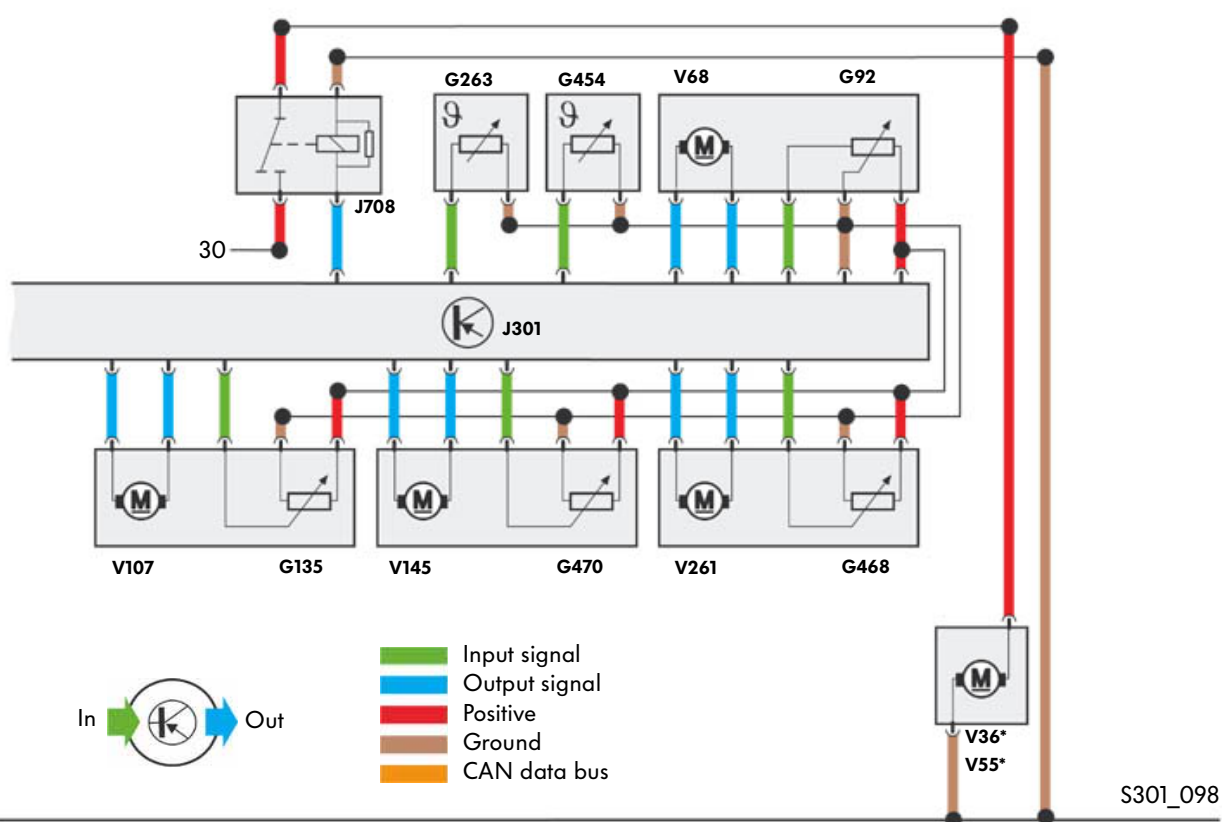 G263
G454
V68
G92
ϑ
ϑ
M
J708
30
J301
M
M
M
V107
G135
V145
G470
V261
G468
Input signal
Output signal
Positive
Ground
CAN data bus
In
Out
M
V36*
V55*
S301_098